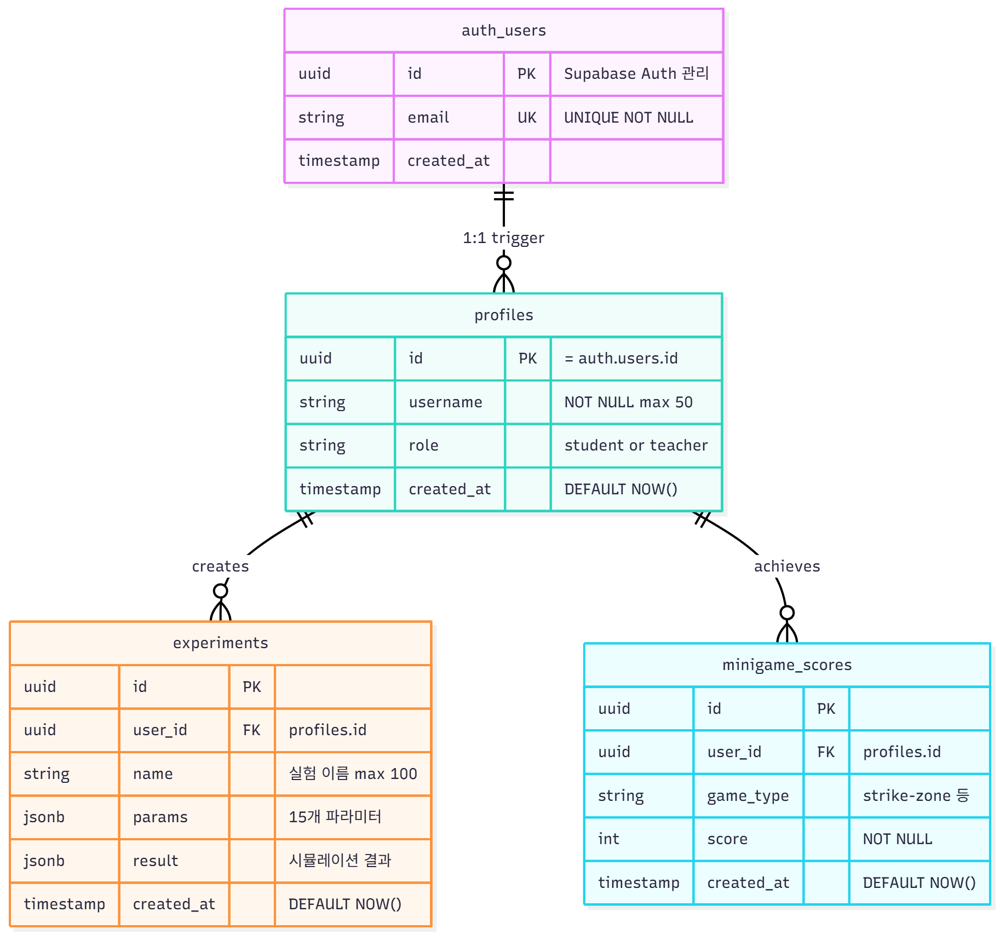 auth_users
uuid id PK Supabase Auth 관리
string email UK UNIQUE NOT NULL
timestamp created_at
1:1 trigger
profiles
uuid id PK = auth.users.id
string username NOT NULL max 50
string role student or teacher
timestamp created_at DEFAULT NOW()
creates
achieves
experiments
uuid id PK
uuid user_id FK profiles.id
string name 실험 이름 max 100
jsonb params 15개 파라미터
jsonb result 시뮬레이션 결과
timestamp created_at DEFAULT NOW()
minigame_scores
uuid id PK
uuid user_id FK profiles.id
string game_type strike-zone 등
int score NOT NULL
timestamp created_at DEFAULT NOW()